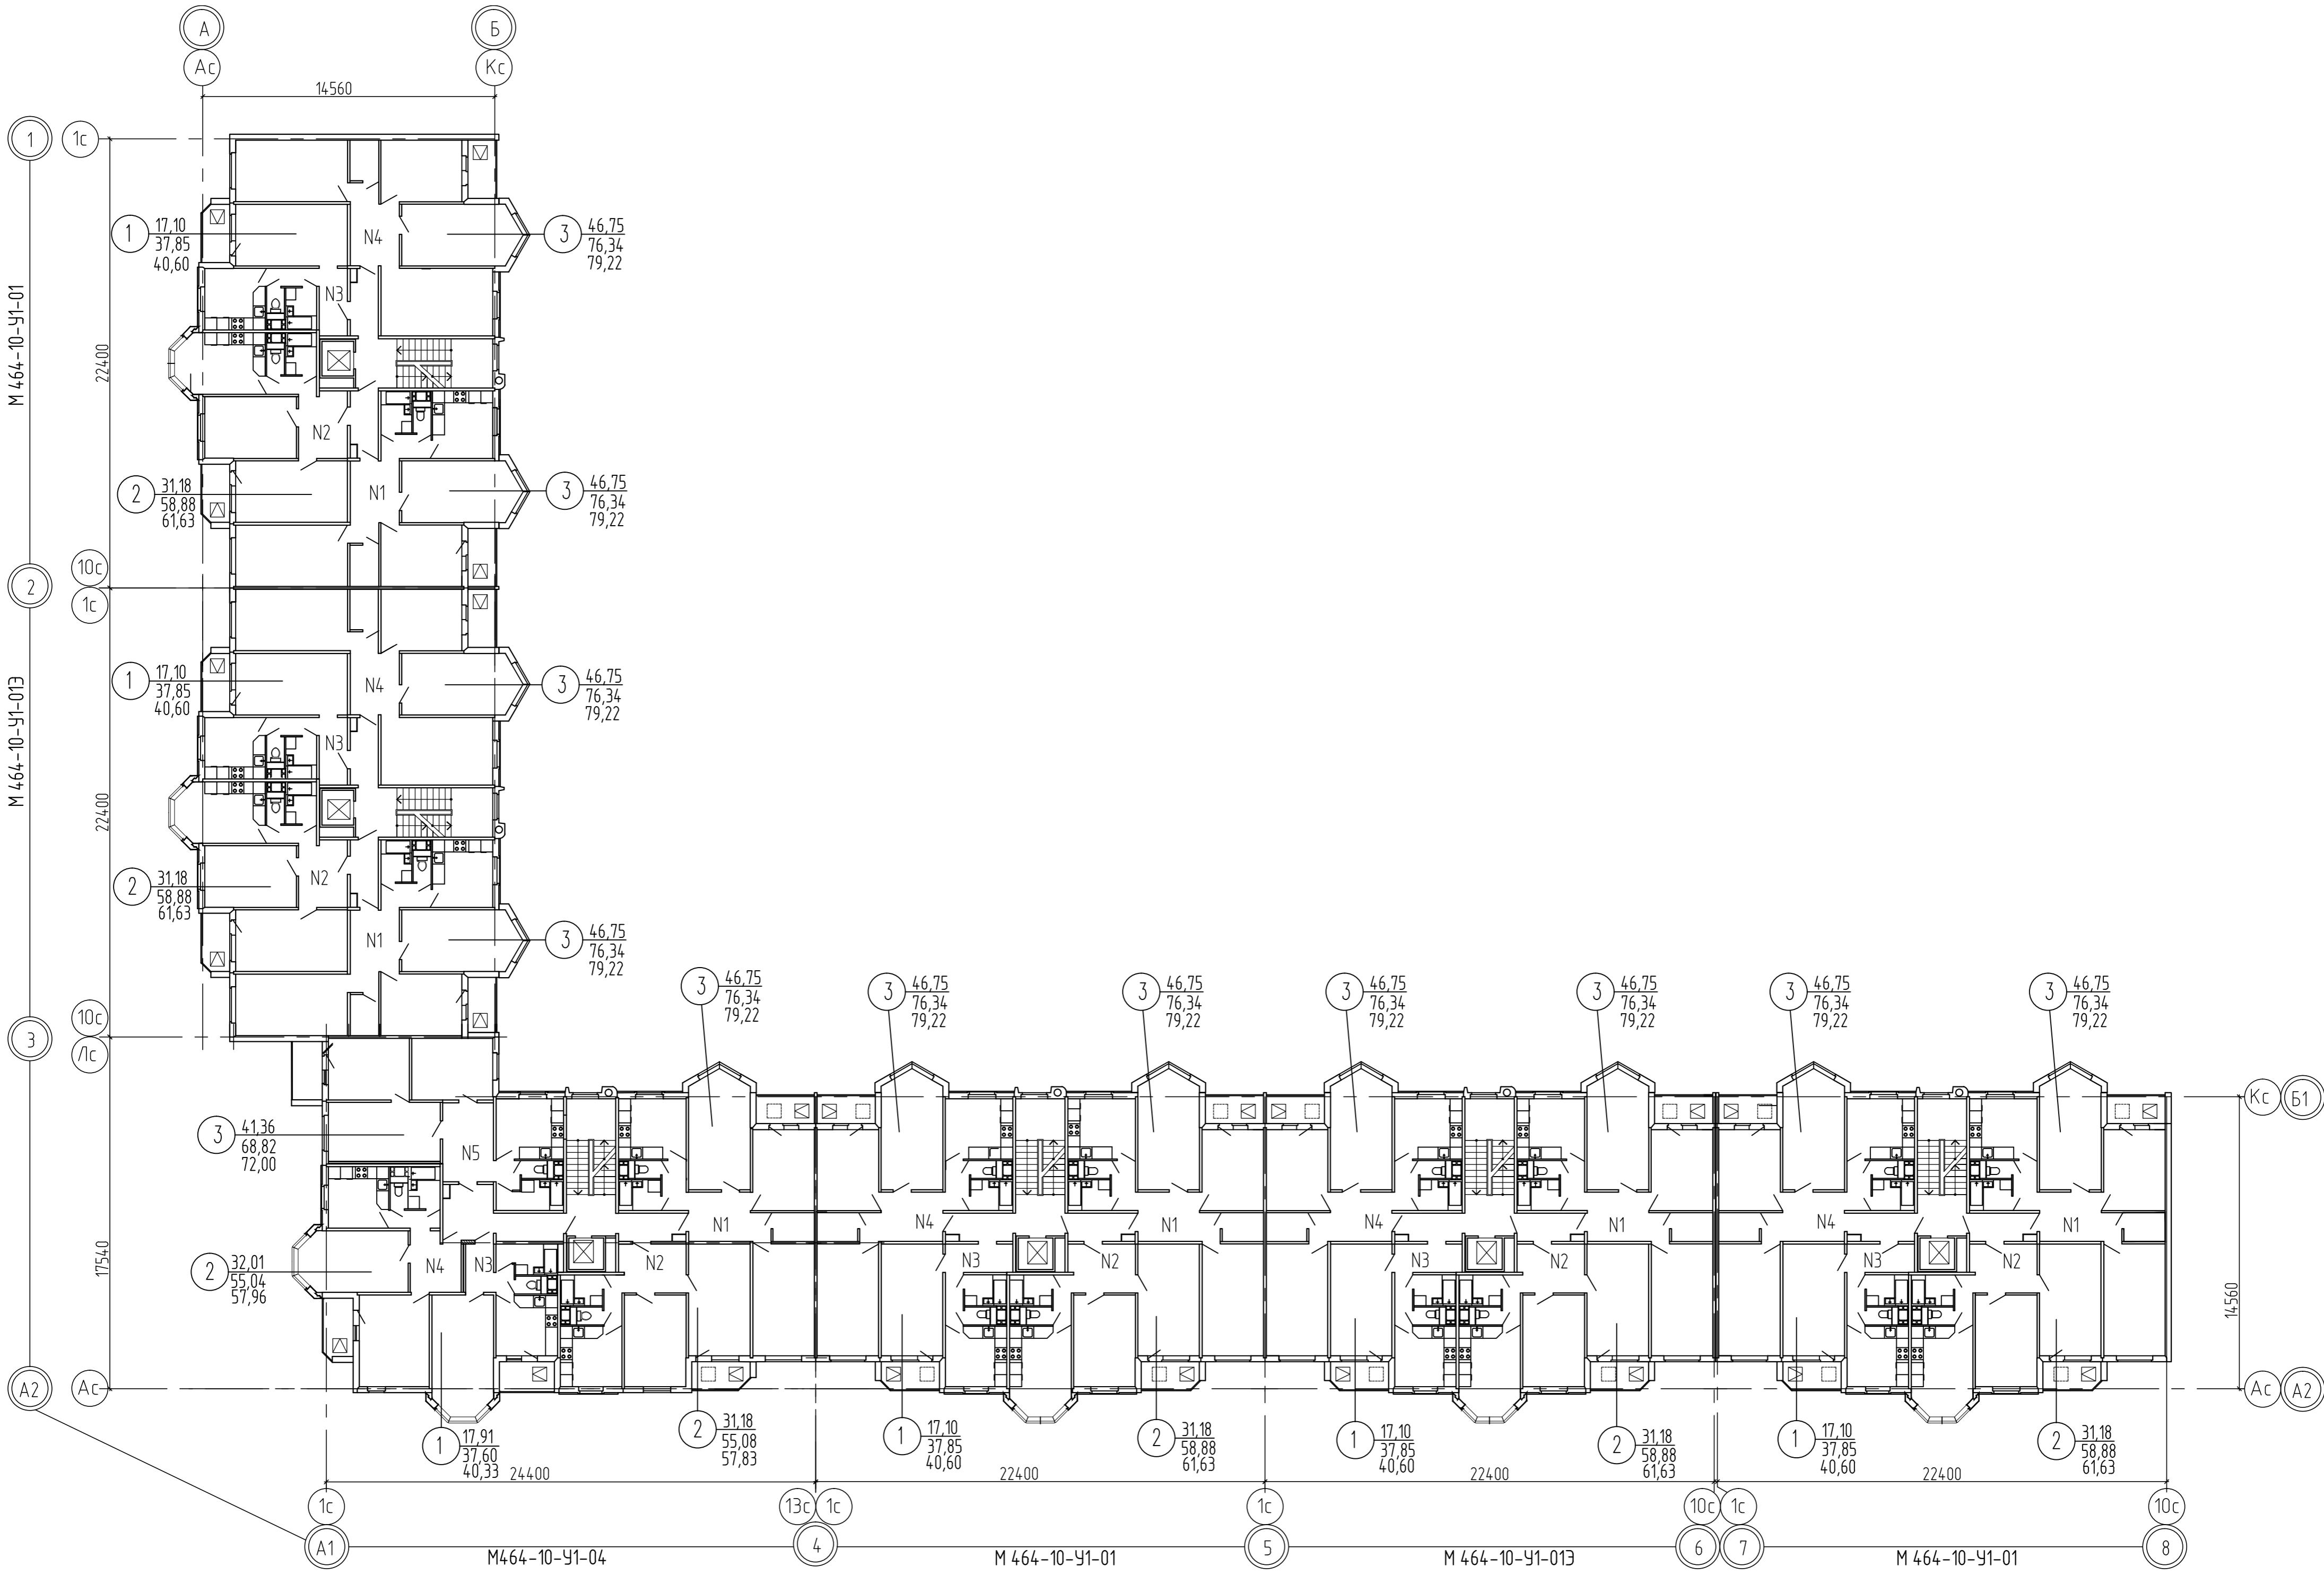 А
Б
Ас
Кс
14560
1
1с
1
17,10
37,85
40,60
N4
3
46,75
76,34
79,22
N3
М 464-10-У1-01
22400
N2
2
31,18
58,88
61,63
N1
3
46,75
76,34
79,22
10с
2
1с
1
17,10
37,85
40,60
N4
3
46,75
76,34
79,22
N3
М 464-10-У1-01Э
22400
N2
2
31,18
58,88
61,63
N1
3
46,75
76,34
79,22
10с
3
Лс
3
46,75
76,34
79,22
3
46,75
76,34
79,22
3
46,75
76,34
79,22
3
46,75
76,34
79,22
3
46,75
76,34
79,22
3
46,75
76,34
79,22
3
46,75
76,34
79,22
Кс
Б1
3
41,36
68,82
72,00
N5
N1
N4
N1
N4
N1
N4
N1
17540
2
32,01
55,04
57,96
N4
N3
N2
N3
N2
N3
N2
N3
N2
14560
А2
Ас
Ас
А2
1
17,91
37,60
40,33
2
31,18
55,08
57,83
1
17,10
37,85
40,60
2
31,18
58,88
61,63
1
17,10
37,85
40,60
2
31,18
58,88
61,63
1
17,10
37,85
40,60
2
31,18
58,88
61,63
24400
22400
22400
22400
1с
13с
1с
1с
10с
1с
10с
А1
4
5
6
7
8
М464-10-У1-04
М 464-10-У1-01
М 464-10-У1-01Э
М 464-10-У1-01